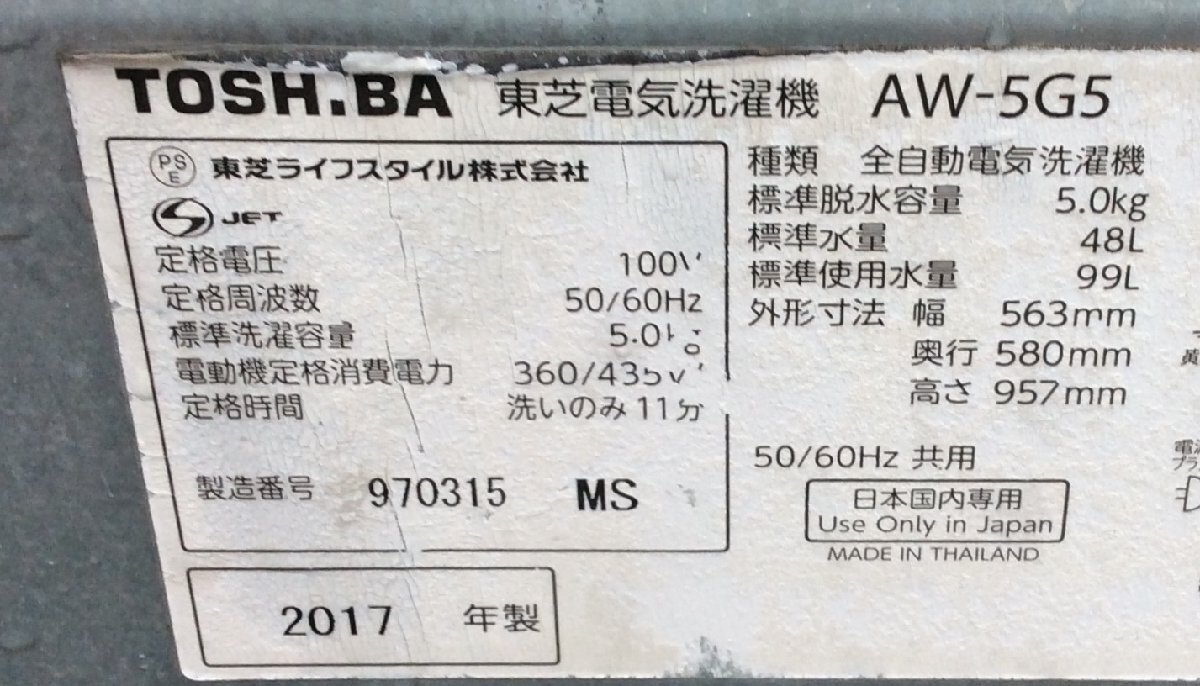 TOSHIBA 東芝電気洗濯機 AW-5G5
PSE 東芝ライフスタイル株式会社
S JET
定格電圧 100V
定格周波数 50/60Hz
標準洗濯容量 5.0kg
電動機定格消費電力 360/435W
定格時間 洗いのみ 11分
製造番号 970315 MS
2017 年製
種類 全自動電気洗濯機
標準脱水容量 5.0kg
標準水量 48L
標準使用水量 99L
外形寸法 幅 563mm
奥行 580mm
高さ 957mm
50/60Hz 共用
日本国内専用
Use Only in Japan
MADE IN THAILAND